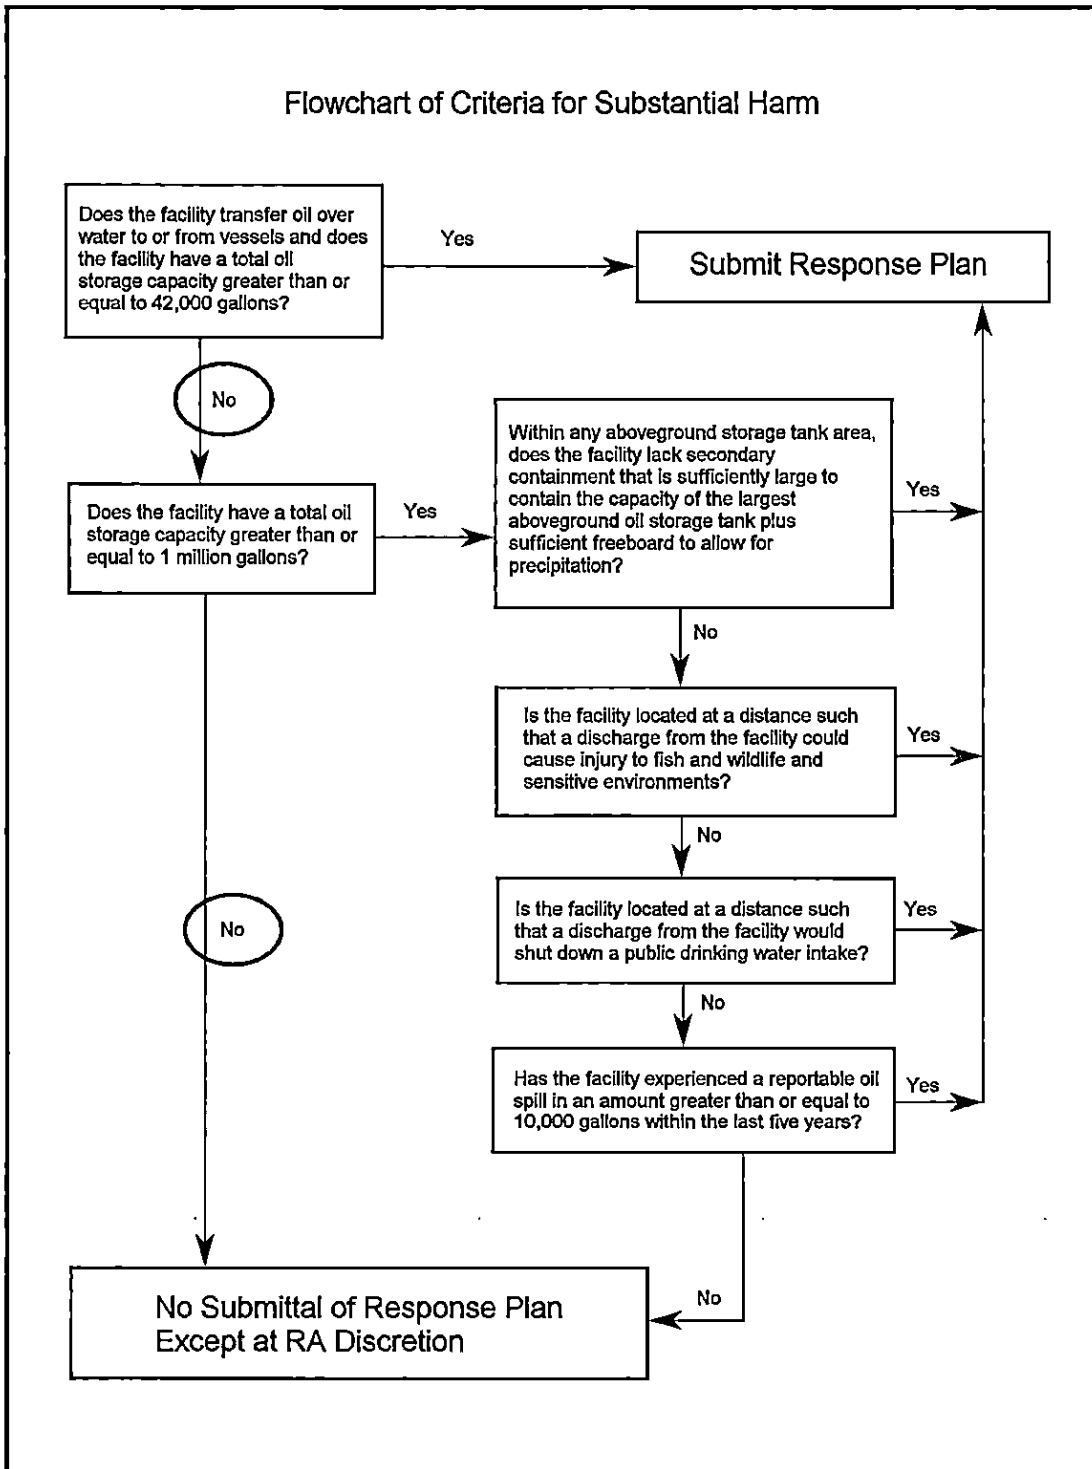 Flowchart of Criteria for Substantial Harm
Does the facility transfer oil over
water to or from vessels and does
the facility have a total oil
storage capacity greater than or
equal to 42,000 gallons?
Yes
Submit Response Plan
No
Does the facility have a total oil
storage capacity greater than or
equal to 1 million gallons?
Yes
Within any aboveground storage tank area,
does the facility lack secondary
containment that is sufficiently large to
contain the capacity of the largest
aboveground oil storage tank plus
sufficient freeboard to allow for
precipitation?
Yes
No
Is the facility located at a distance such
that a discharge from the facility could
cause injury to fish and wildlife and
sensitive environments?
Yes
No
Is the facility located at a distance such
that a discharge from the facility would
shut down a public drinking water intake?
Yes
No
No
Has the facility experienced a reportable oil
spill in an amount greater than or equal to
10,000 gallons within the last five years?
Yes
No
No Submittal of Response Plan
Except at RA Discretion